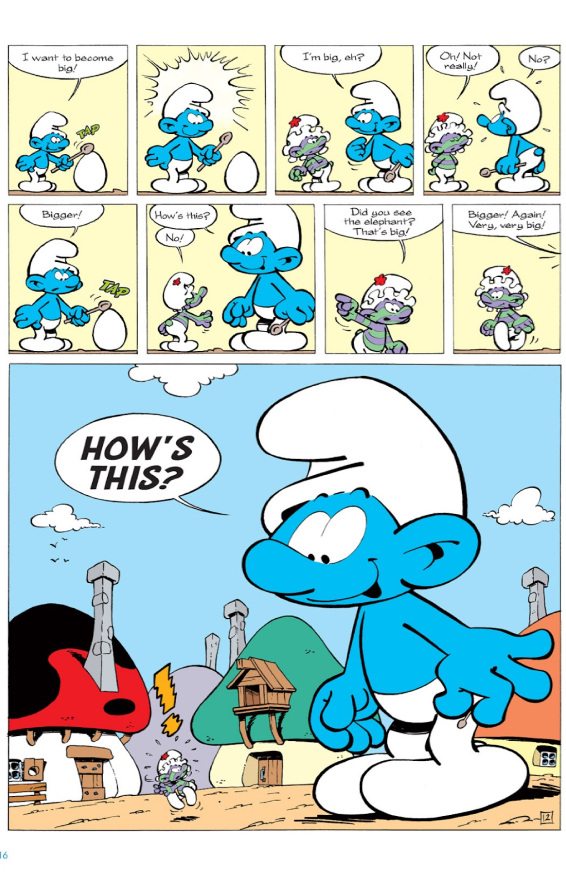 I want to become
big!
TAP
I'm big, eh?
Oh! Not
really!
No?
Bigger!
TAP
How's this?
No!
Did you see
the elephant?
That's big!
Bigger! Again!
Very, very big!
HOW'S
THIS?
12
16